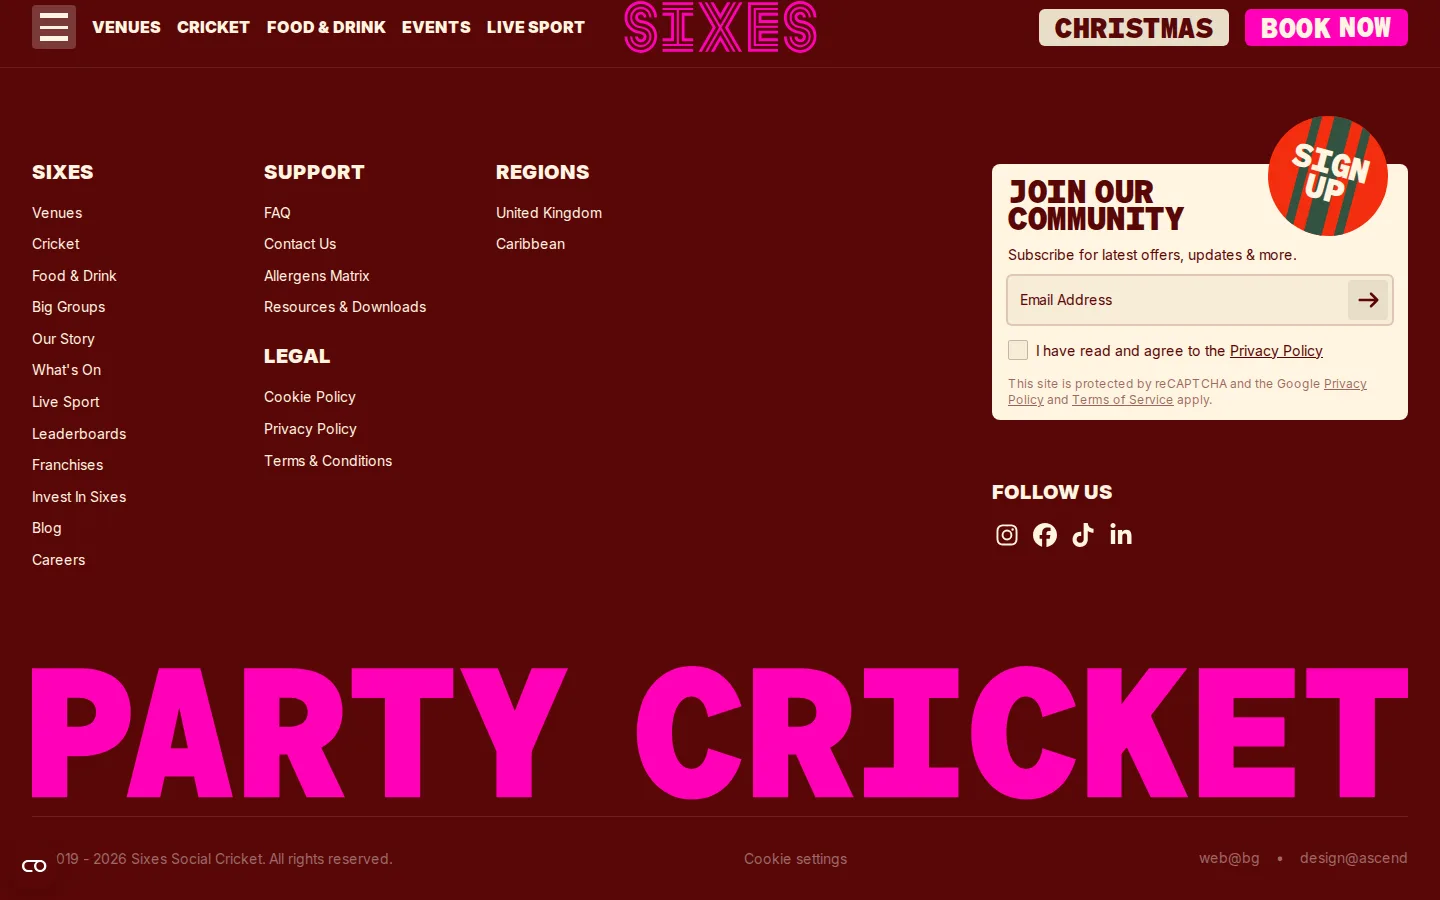 VENUES CRICKET FOOD & DRINK EVENTS LIVE SPORT SIXES CHRISTMAS BOOK NOW
SIXES
Venues
Cricket
Food & Drink
Big Groups
Our Story
What's On
Live Sport
Leaderboards
Franchises
Invest In Sixes
Blog
Careers
SUPPORT
FAQ
Contact Us
Allergens Matrix
Resources & Downloads
LEGAL
Cookie Policy
Privacy Policy
Terms & Conditions
REGIONS
United Kingdom
Caribbean
SIGN
UP
JOIN OUR
COMMUNITY
Subscribe for latest offers, updates & more.
Email Address
I have read and agree to the Privacy Policy
This site is protected by reCAPTCHA and the Google Privacy
Policy and Terms of Service apply.
FOLLOW US
PARTY CRICKET
019 - 2026 Sixes Social Cricket. All rights reserved.
Cookie settings
web@bg • design@ascend